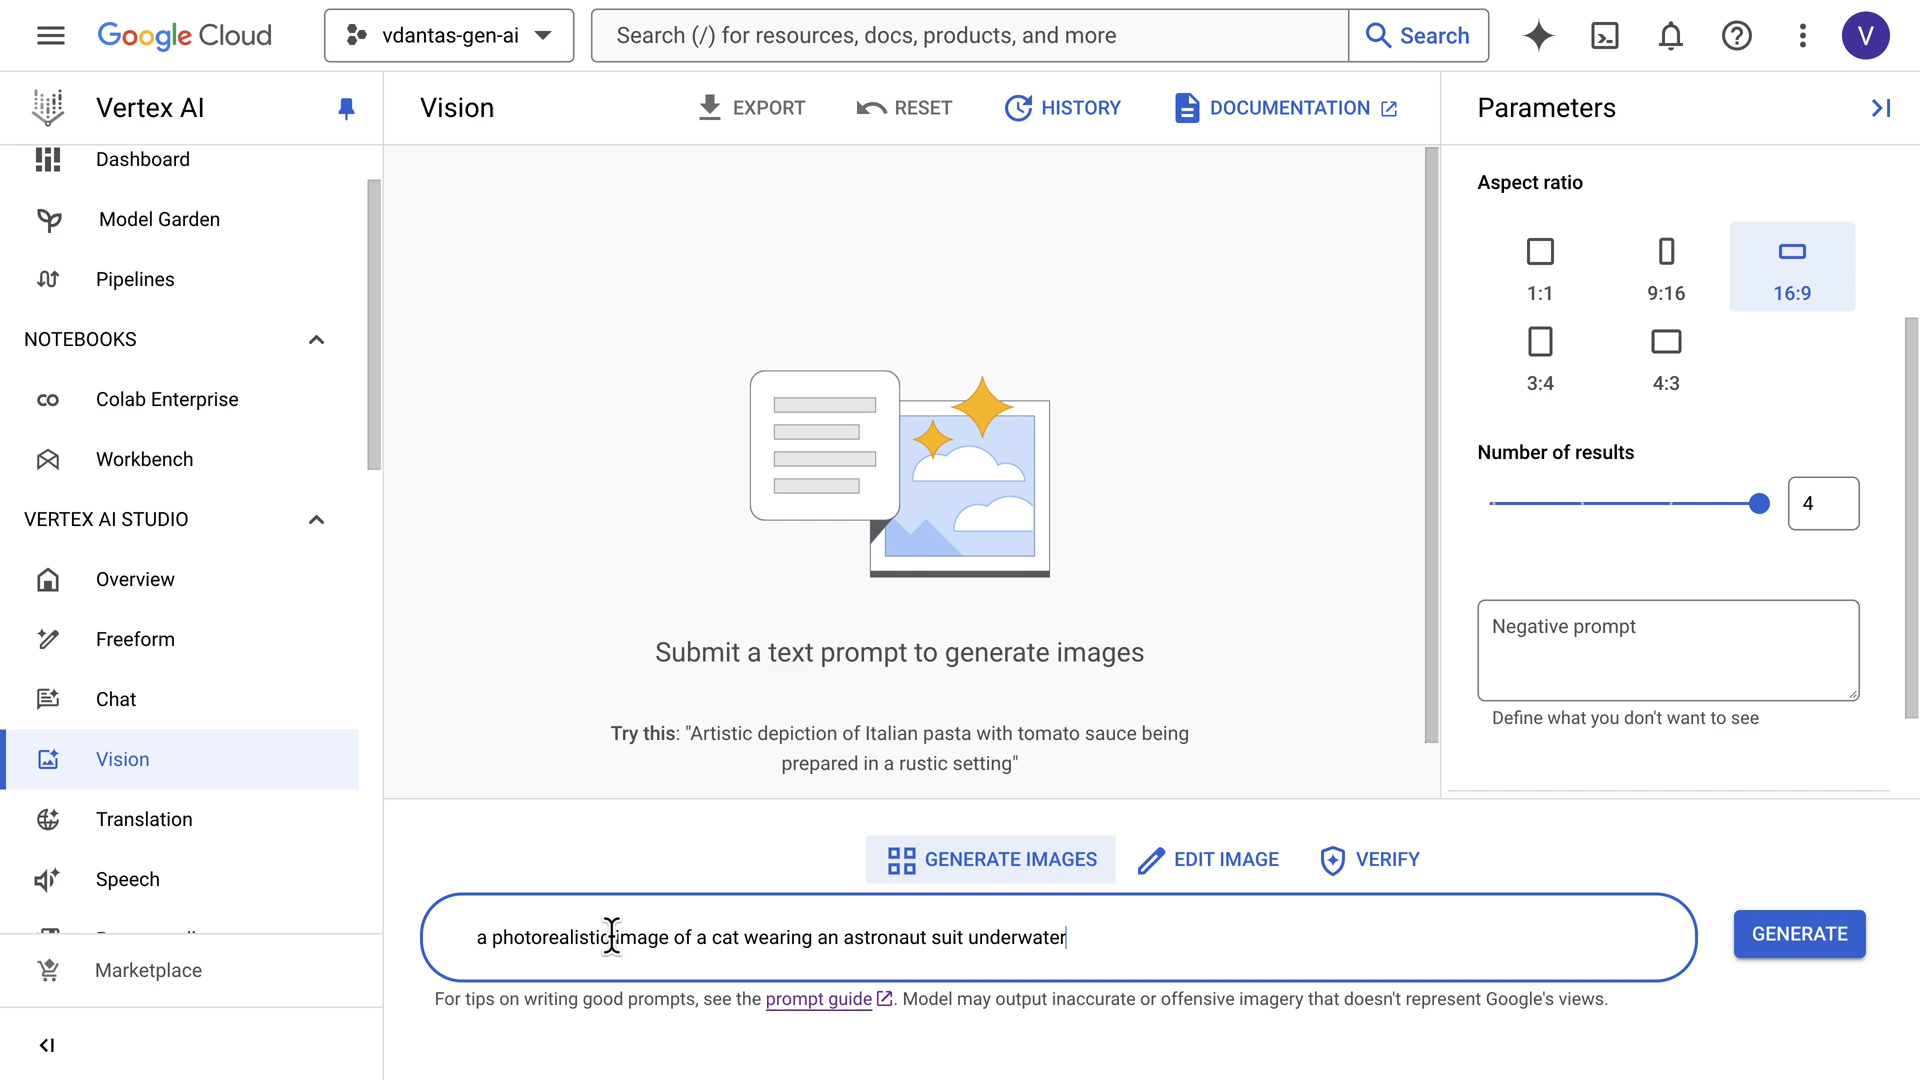 Google Cloud
vdantas-gen-ai
Search (/) for resources, docs, products, and more
Search
V
Vertex AI
Dashboard
Model Garden
Pipelines
NOTEBOOKS
Colab Enterprise
Workbench
VERTEX AI STUDIO
Overview
Freeform
Chat
Vision
Translation
Speech
Marketplace
Vision
EXPORT
RESET
HISTORY
DOCUMENTATION
Submit a text prompt to generate images
Try this: "Artistic depiction of Italian pasta with tomato sauce being
prepared in a rustic setting"
Parameters
Aspect ratio
1:1
9:16
16:9
3:4
4:3
Number of results
4
Negative prompt
Define what you don't want to see
GENERATE IMAGES
EDIT IMAGE
VERIFY
a photorealistic image of a cat wearing an astronaut suit underwater
GENERATE
For tips on writing good prompts, see the prompt guide. Model may output inaccurate or offensive imagery that doesn't represent Google's views.